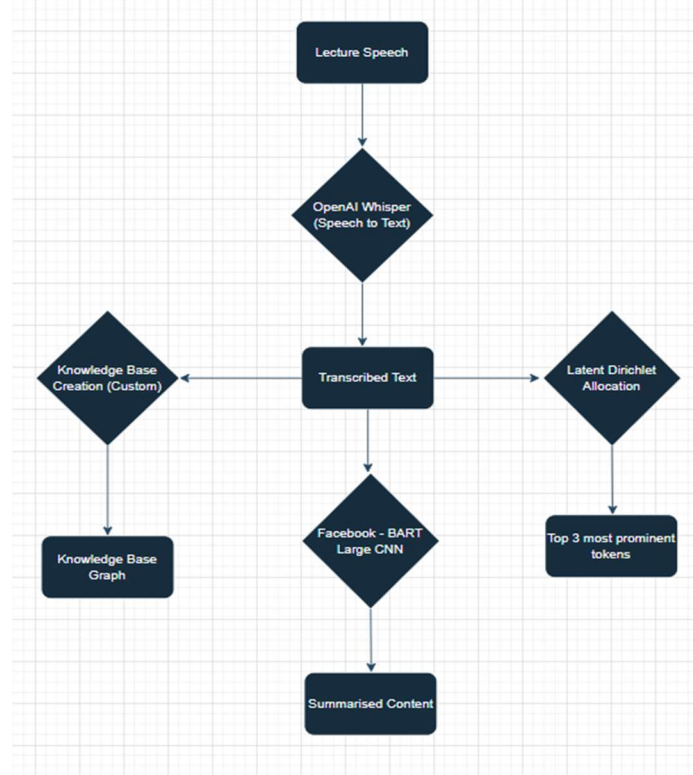 Lecture Speech
OpenAI Whisper
(Speech to Text)
Knowledge Base
Creation (Custom)
Transcribed Text
Latent Dirichlet
Allocation
Facebook - BART
Large CNN
Knowledge Base
Graph
Top 3 most prominent
tokens
Summarised Content